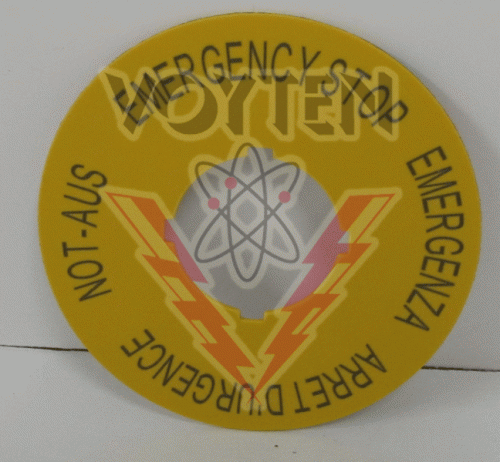 EMERGENCY STOP
VOYTEN
EMERGENZA
ARRET D'URGENCE
NOT-AUS